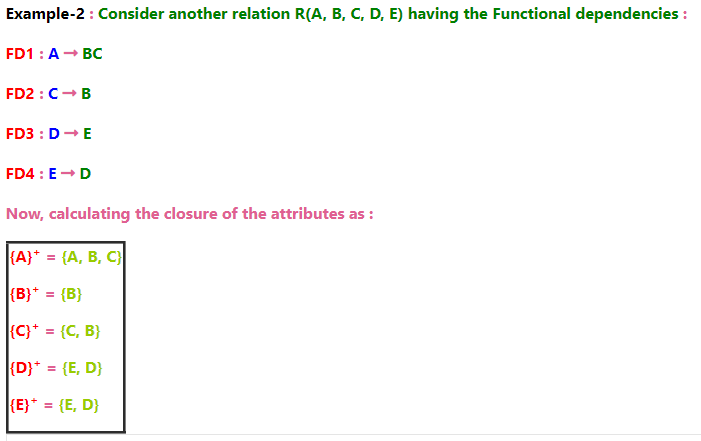 Example-2 : Consider another relation R(A, B, C, D, E) having the Functional dependencies :
FD1 : A → BC
FD2 : C → B
FD3 : D → E
FD4 : E → D
Now, calculating the closure of the attributes as :
{A}⁺ = {A, B, C}
{B}⁺ = {B}
{C}⁺ = {C, B}
{D}⁺ = {E, D}
{E}⁺ = {E, D}